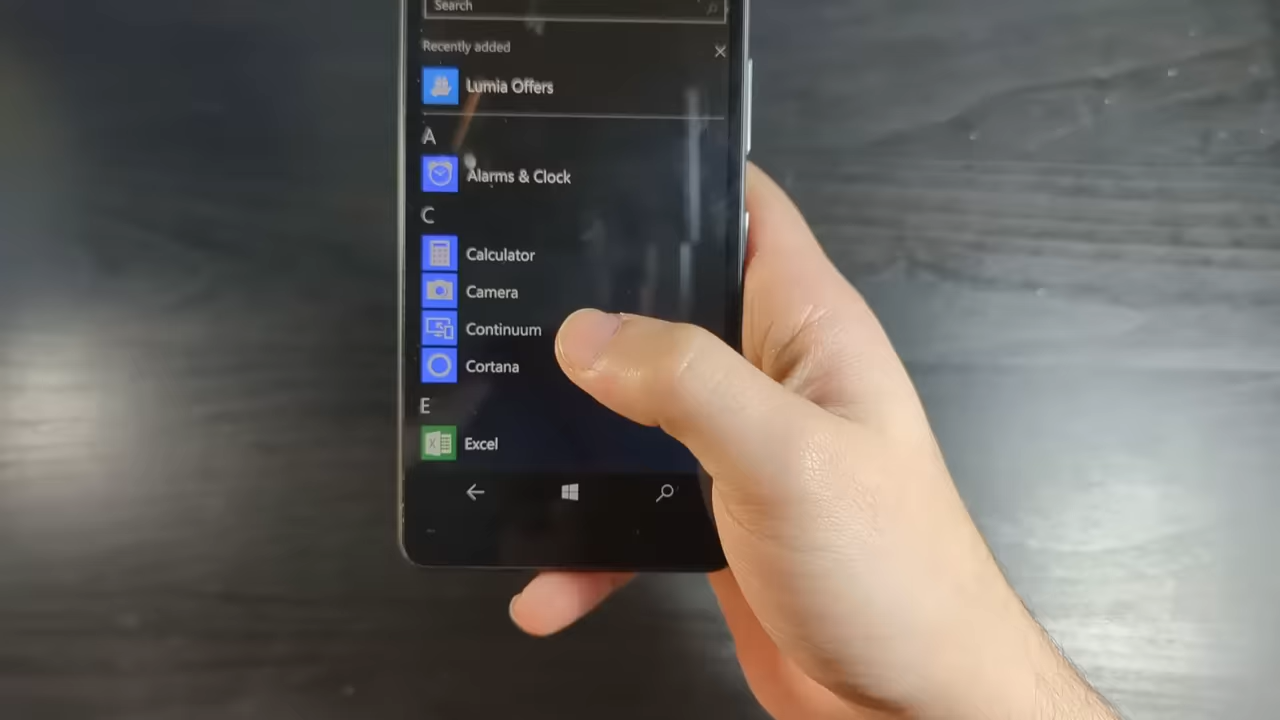 Search
Recently added
Lumia Offers
A
Alarms & Clock
C
Calculator
Camera
Continuum
Cortana
E
Excel